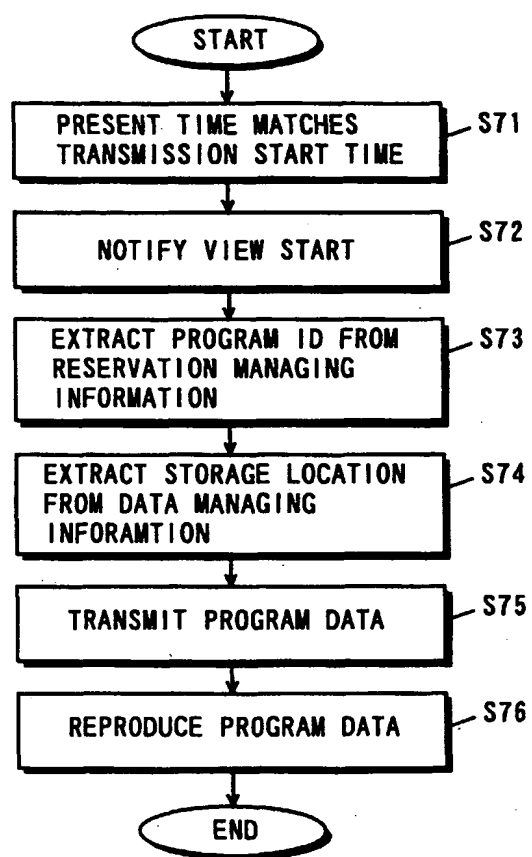 START
PRESENT TIME MATCHES
TRANSMISSION START TIME
S71
NOTIFY VIEW START
S72
EXTRACT PROGRAM ID FROM
RESERVATION MANAGING
INFORMATION
S73
EXTRACT STORAGE LOCATION
FROM DATA MANAGING
INFORAMTION
S74
TRANSMIT PROGRAM DATA
S75
REPRODUCE PROGRAM DATA
S76
END